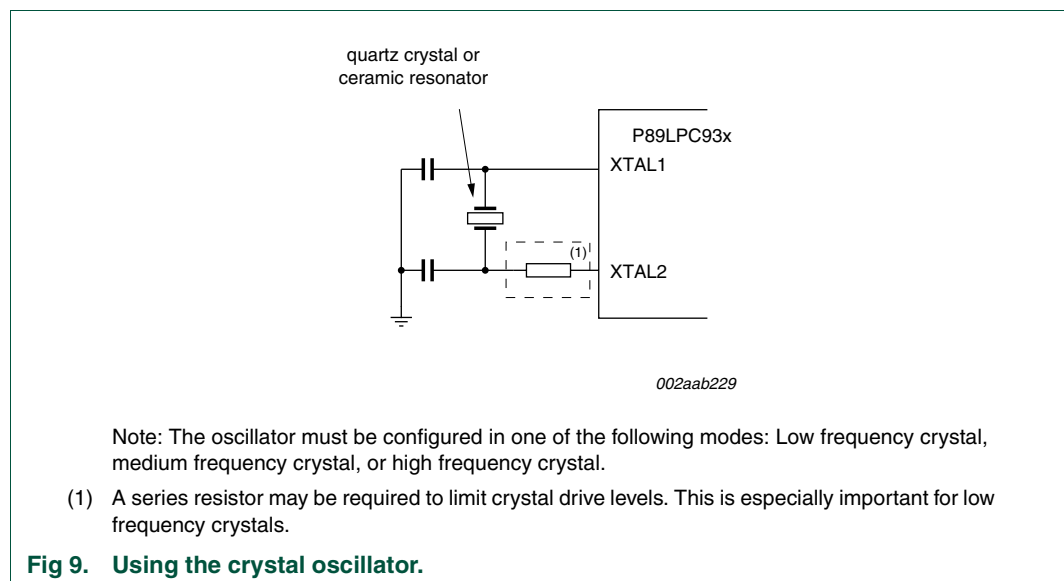 quartz crystal or
ceramic resonator
P89LPC93x
XTAL1
(1)
XTAL2
002aab229
Note: The oscillator must be configured in one of the following modes: Low frequency crystal,
medium frequency crystal, or high frequency crystal.
(1) A series resistor may be required to limit crystal drive levels. This is especially important for low
frequency crystals.
Fig 9. Using the crystal oscillator.